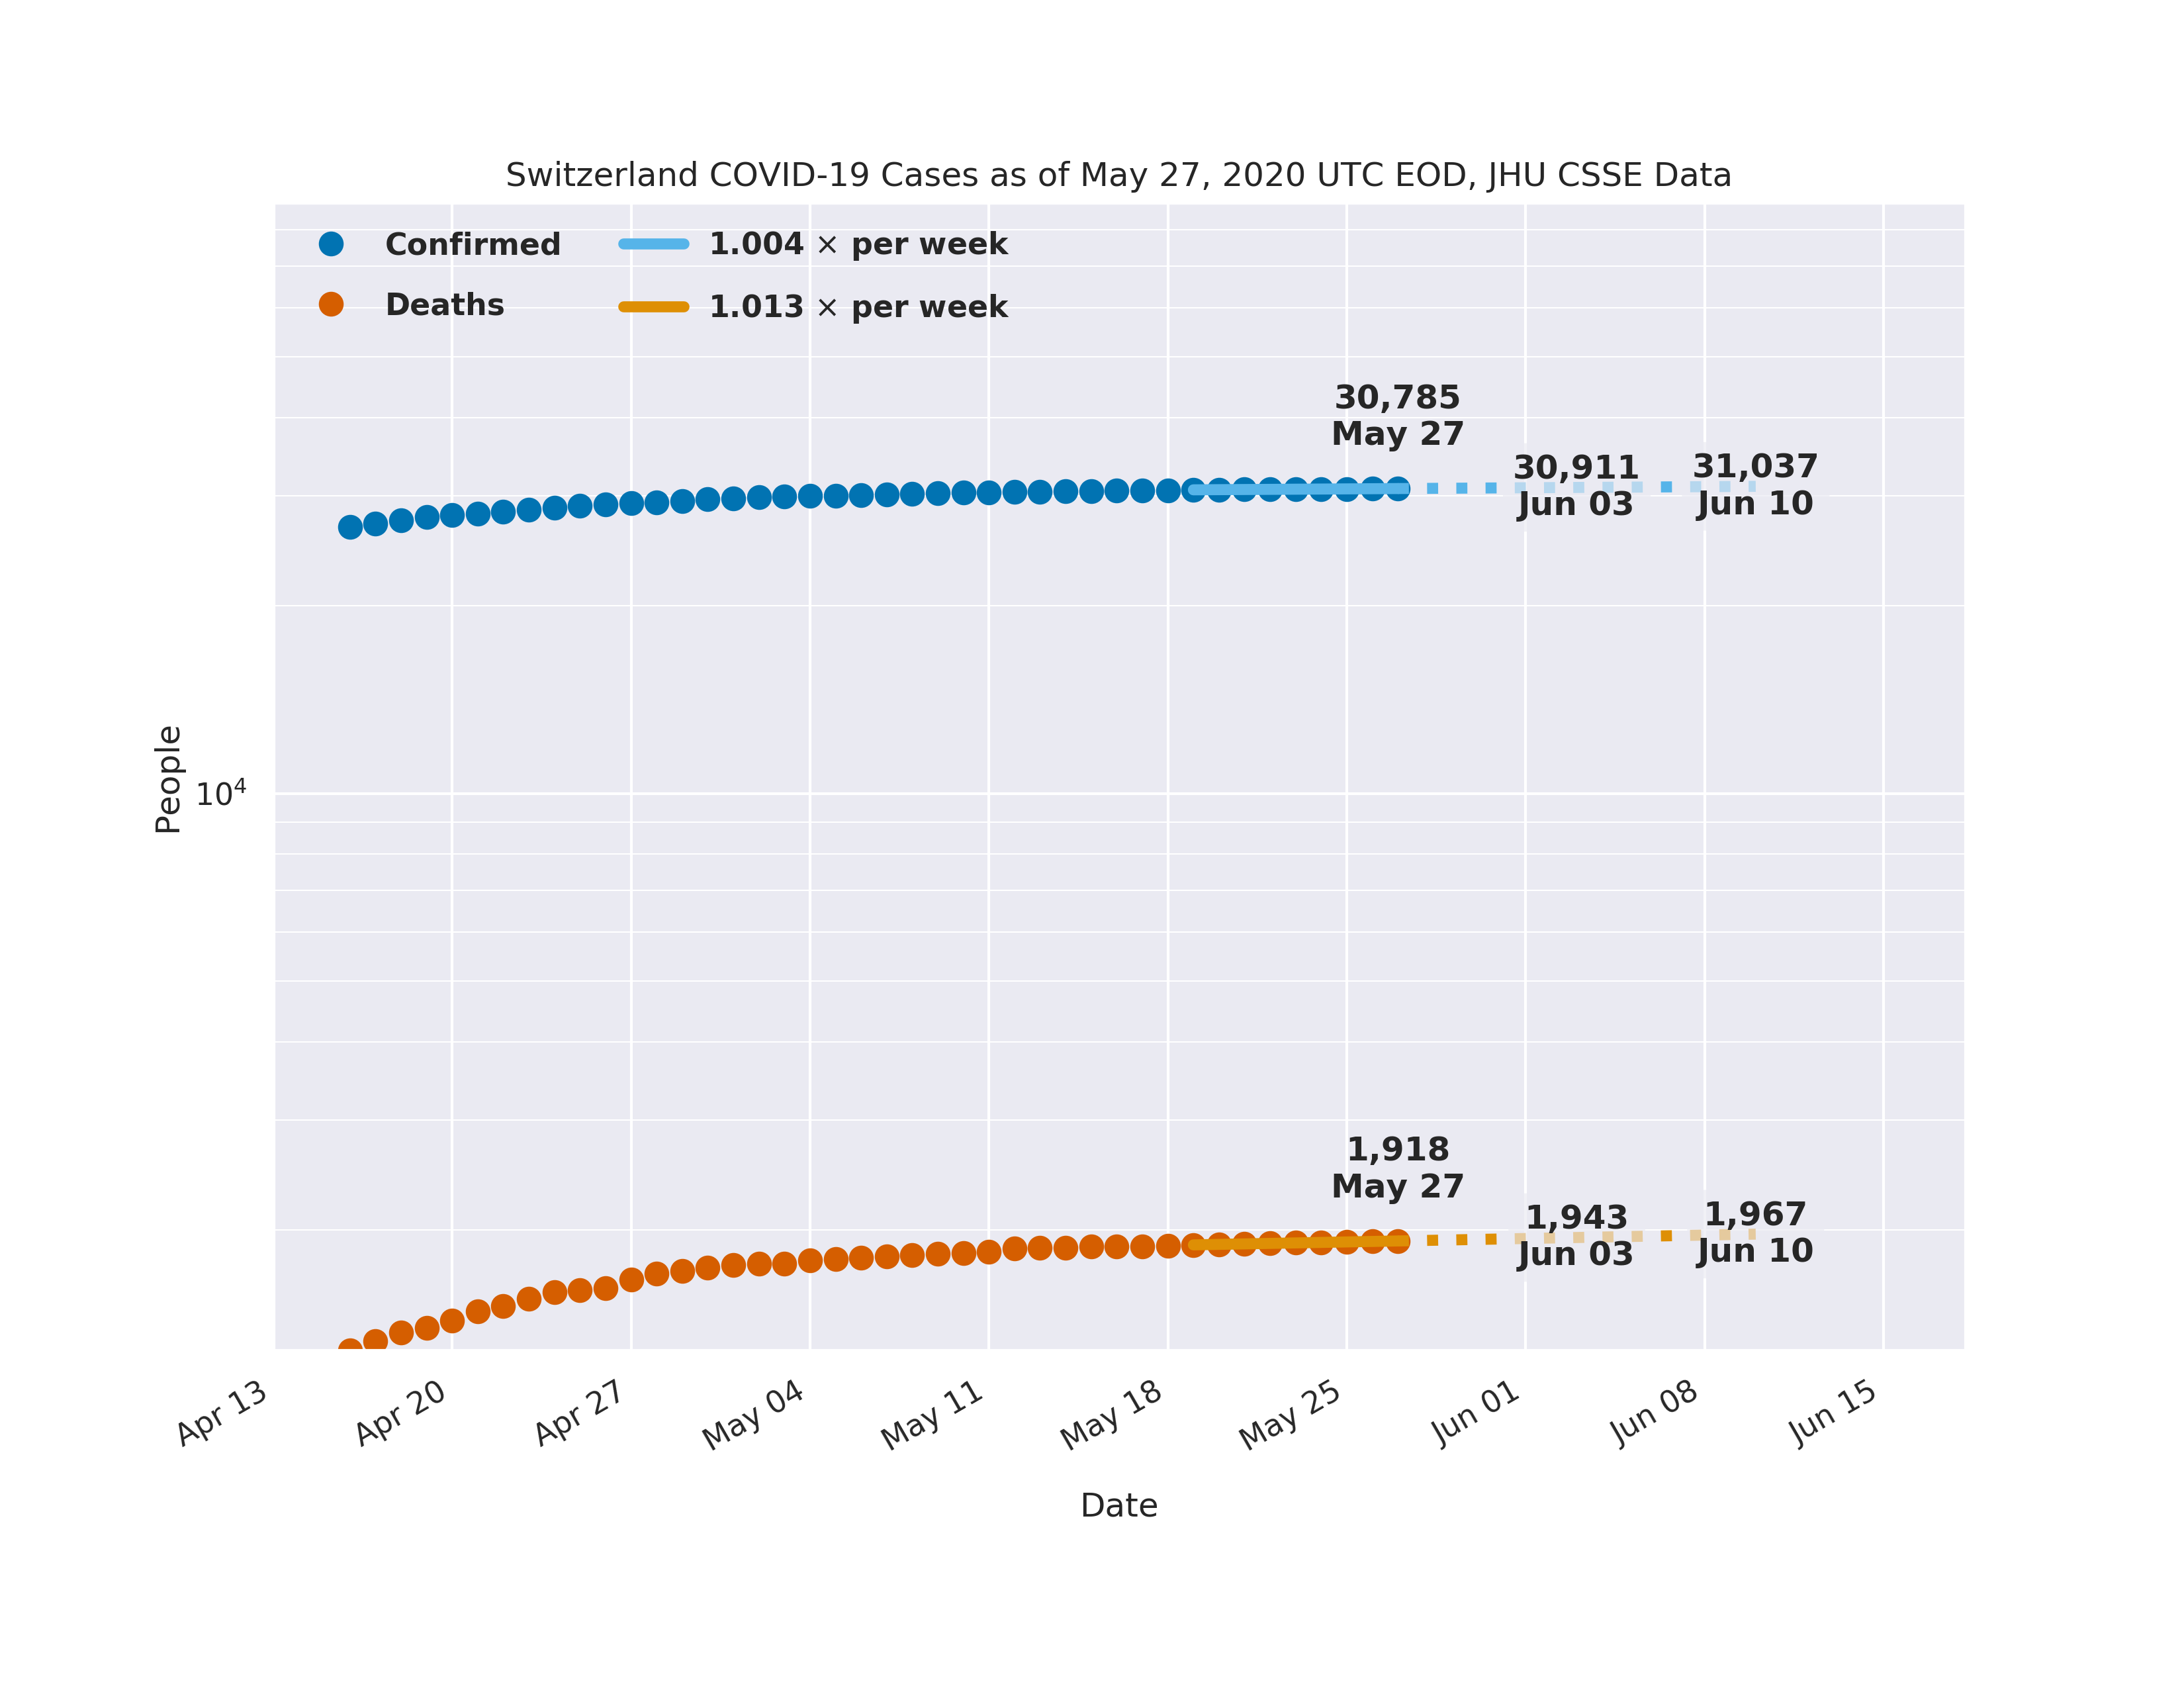 Switzerland COVID-19 Cases as of May 27, 2020 UTC EOD, JHU CSSE Data
Confirmed
Deaths
1.004 × per week
1.013 × per week
30,785
May 27
30,911
Jun 03
31,037
Jun 10
People
10⁴
1,918
May 27
1,943
Jun 03
1,967
Jun 10
Apr 13
Apr 20
Apr 27
May 04
May 11
May 18
May 25
Jun 01
Jun 08
Jun 15
Date